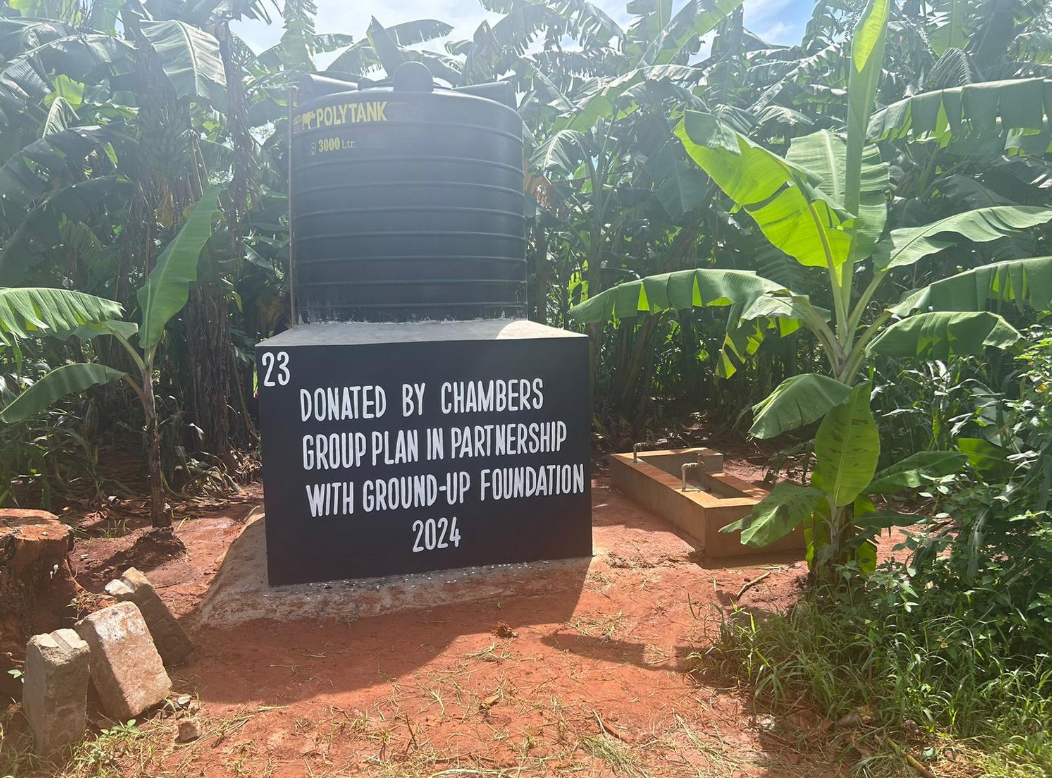 POLYTANK
3000 Ltr.
23
DONATED BY CHAMBERS
GROUP PLAN IN PARTNERSHIP
WITH GROUND-UP FOUNDATION
2024